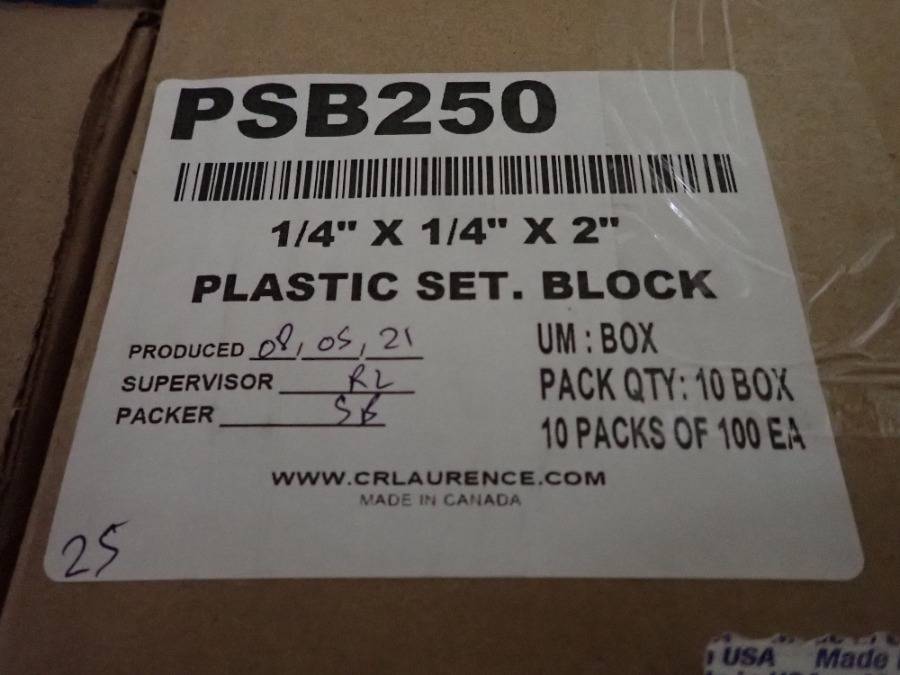 PSB250
1/4" X 1/4" X 2"
PLASTIC SET. BLOCK
PRODUCED 08, 05, 21
SUPERVISOR RL
PACKER SB
UM : BOX
PACK QTY: 10 BOX
10 PACKS OF 100 EA
WWW.CRLAURENCE.COM
MADE IN CANADA
25
USA Made